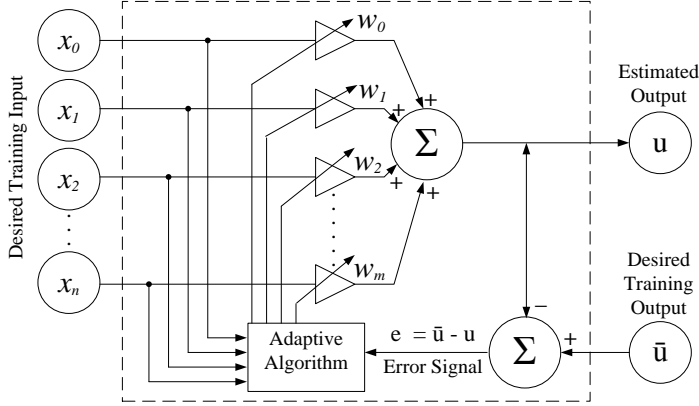 Desired Training Input
x0
x1
x2
xn
w0
w1
w2
wm
+
+
+
+
Σ
Estimated
Output
u
Adaptive
Algorithm
e = ū - u
Error Signal
−
Σ
+
Desired
Training
Output
ū